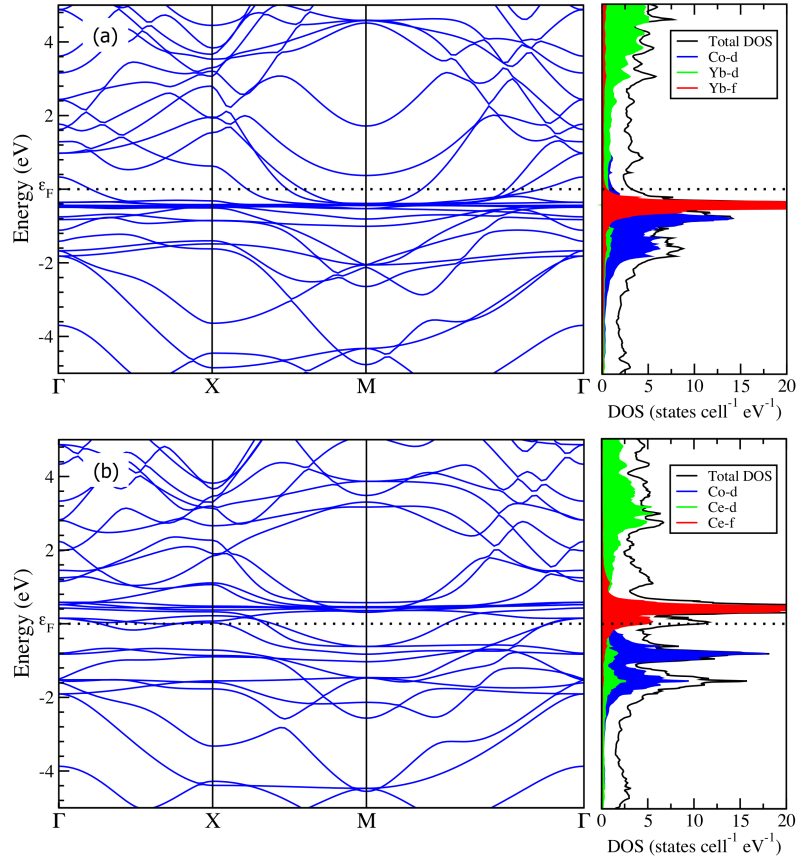 (a)
Energy (eV)
4
2
εF
-2
-4
Γ X M Γ
Total DOS
Co-d
Yb-d
Yb-f
0 5 10 15 20
DOS (states cell⁻¹ eV⁻¹)
(b)
Energy (eV)
4
2
εF
-2
-4
Γ X M Γ
Total DOS
Co-d
Ce-d
Ce-f
0 5 10 15 20
DOS (states cell⁻¹ eV⁻¹)